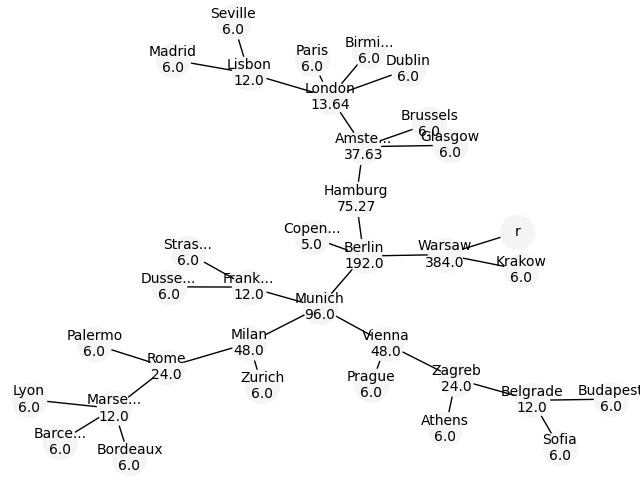 Seville
6.0
Madrid
6.0
Lisbon
12.0
Paris
6.0
Birmi...
6.0
Dublin
6.0
London
13.64
Brussels
6.0
Amste...
37.63
Glasgow
6.0
Hamburg
75.27
Copen...
5.0
r
Stras...
6.0
Berlin
192.0
Warsaw
384.0
Krakow
6.0
Dusse...
6.0
Frank...
12.0
Munich
96.0
Palermo
6.0
Milan
48.0
Vienna
48.0
Rome
24.0
Zürich
6.0
Prague
6.0
Zagreb
24.0
Lyon
6.0
Marse...
12.0
Belgrade
12.0
Budapest
6.0
Barce...
6.0
Bordeaux
6.0
Athens
6.0
Sofia
6.0